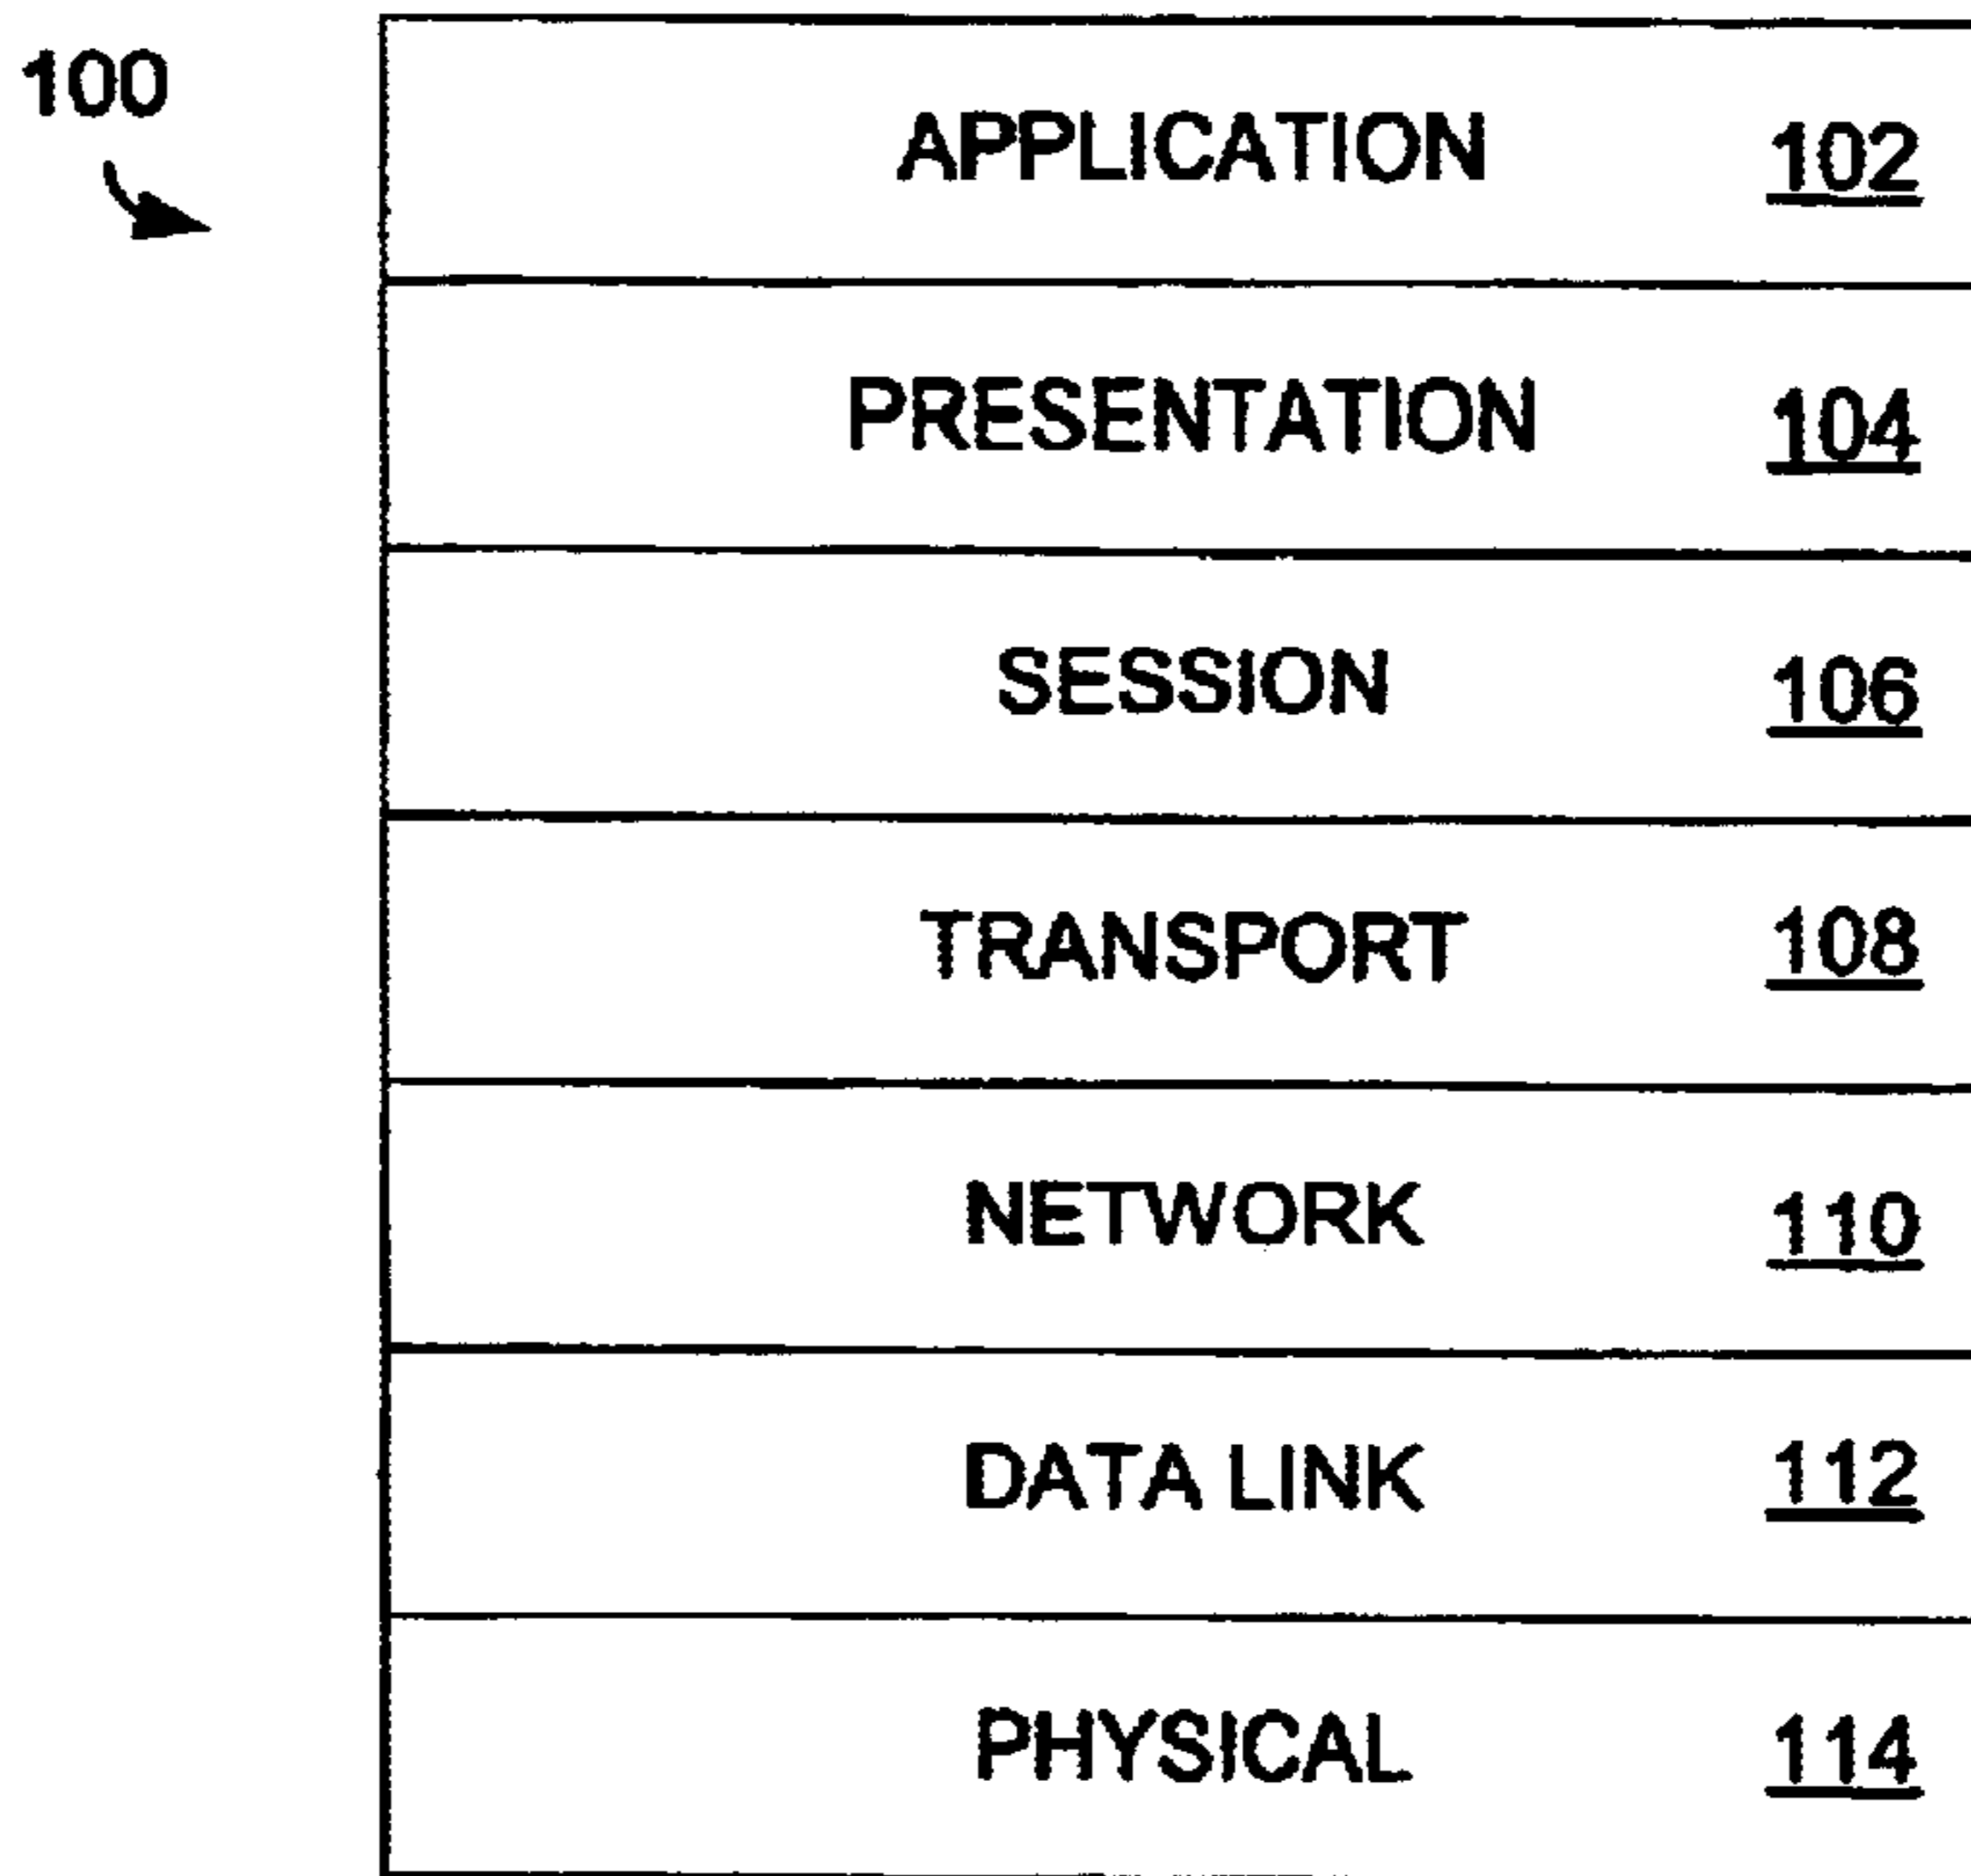 100
APPLICATION 102
PRESENTATION 104
SESSION 106
TRANSPORT 108
NETWORK 110
DATA LINK 112
PHYSICAL 114